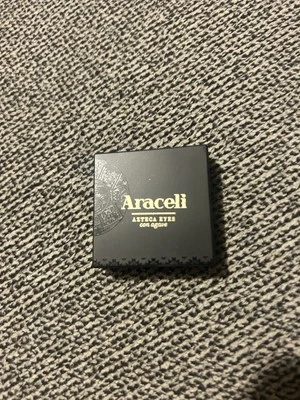 Araceli
AZTECA EYES
con agave